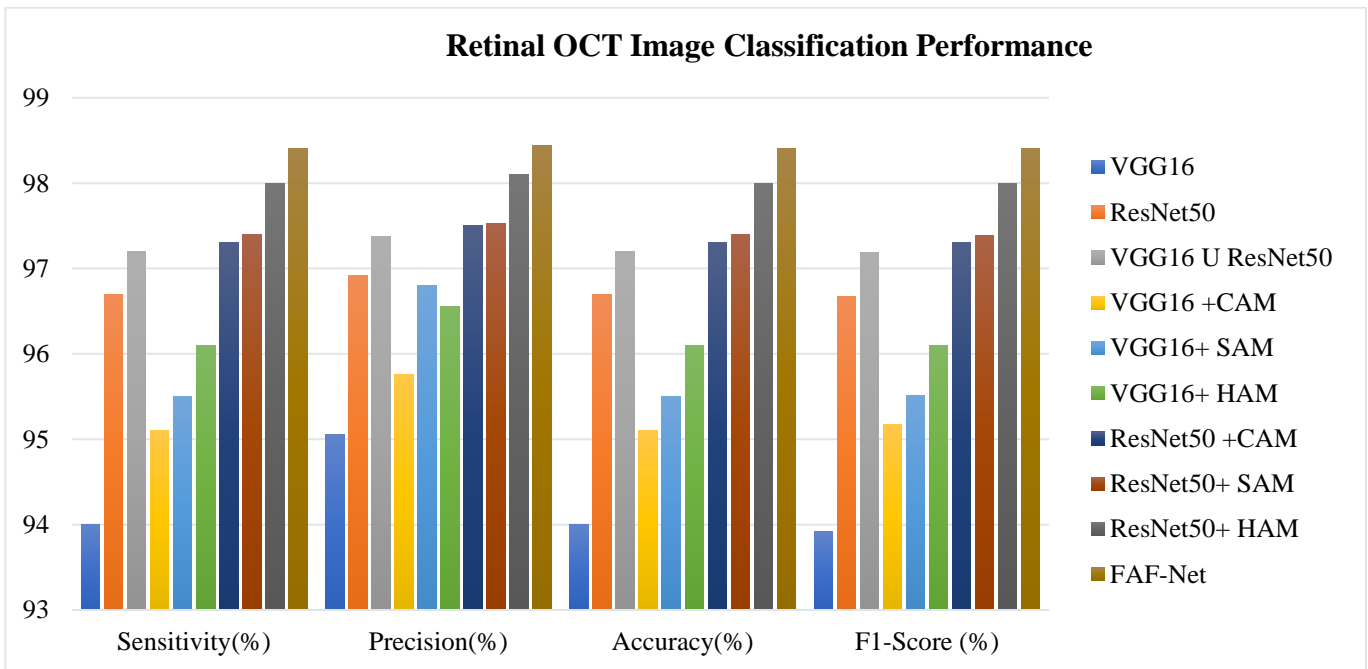 Retinal OCT Image Classification Performance
99
98
97
96
95
94
93
Sensitivity(%)
Precision(%)
Accuracy(%)
F1-Score (%)
VGG16
ResNet50
VGG16 U ResNet50
VGG16 +CAM
VGG16+ SAM
VGG16+ HAM
ResNet50 +CAM
ResNet50+ SAM
ResNet50+ HAM
FAF-Net